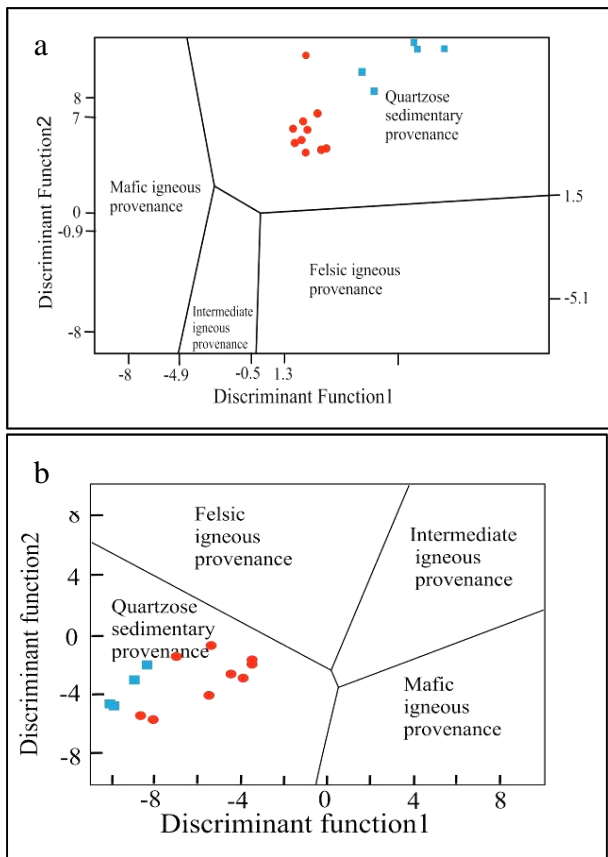 a
Discriminant Function2
8
7
0
-0.9
-8
Quartzose
sedimentary
provenance
Mafic igneous
provenance
Felsic igneous
provenance
Intermediate
igneous
provenance
1.5
-5.1
-8
-4.9
-0.5
1.3
Discriminant Function1
b
Discriminant function2
8
4
0
-4
-8
Felsic
igneous
provenance
Intermediate
igneous
provenance
Quartzose
sedimentary
provenance
Mafic
igneous
provenance
-8
-4
0
4
8
Discriminant function1